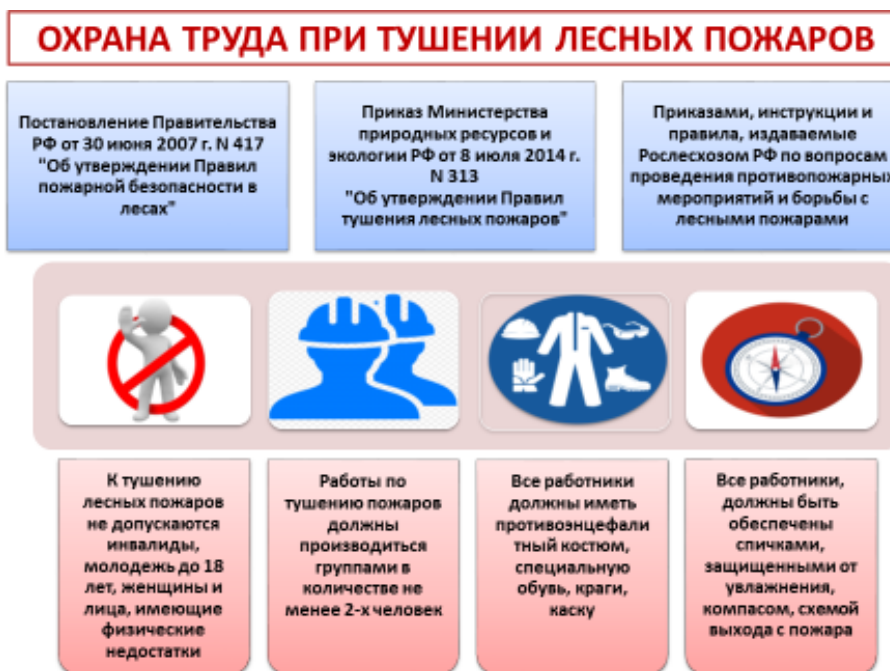 ОХРАНА ТРУДА ПРИ ТУШЕНИИ ЛЕСНЫХ ПОЖАРОВ
Постановление Правительства
РФ от 30 июня 2007 г. N 417
"Об утверждении Правил
пожарной безопасности в
лесах"
Приказ Министерства
природных ресурсов и
экологии РФ от 8 июля 2014 г.
N 313
"Об утверждении Правил
тушения лесных пожаров"
Приказами, инструкции и
правила, издаваемые
Рослесхозом РФ по вопросам
проведения противопожарных
мероприятий и борьбы с
лесными пожарами
К тушению
лесных пожаров
не допускаются
инвалиды,
молодежь до 18
лет, женщины и
лица, имеющие
физические
недостатки
Работы по
тушению пожаров
должны
производиться
группами в
количестве не
менее 2-х человек
Все работники
должны иметь
противоэнцефали
тный костюм,
специальную
обувь, краги,
каску
Все работники,
должны быть
обеспечены
спичками,
защищенными от
увлажнения,
компасом, схемой
выхода с пожара